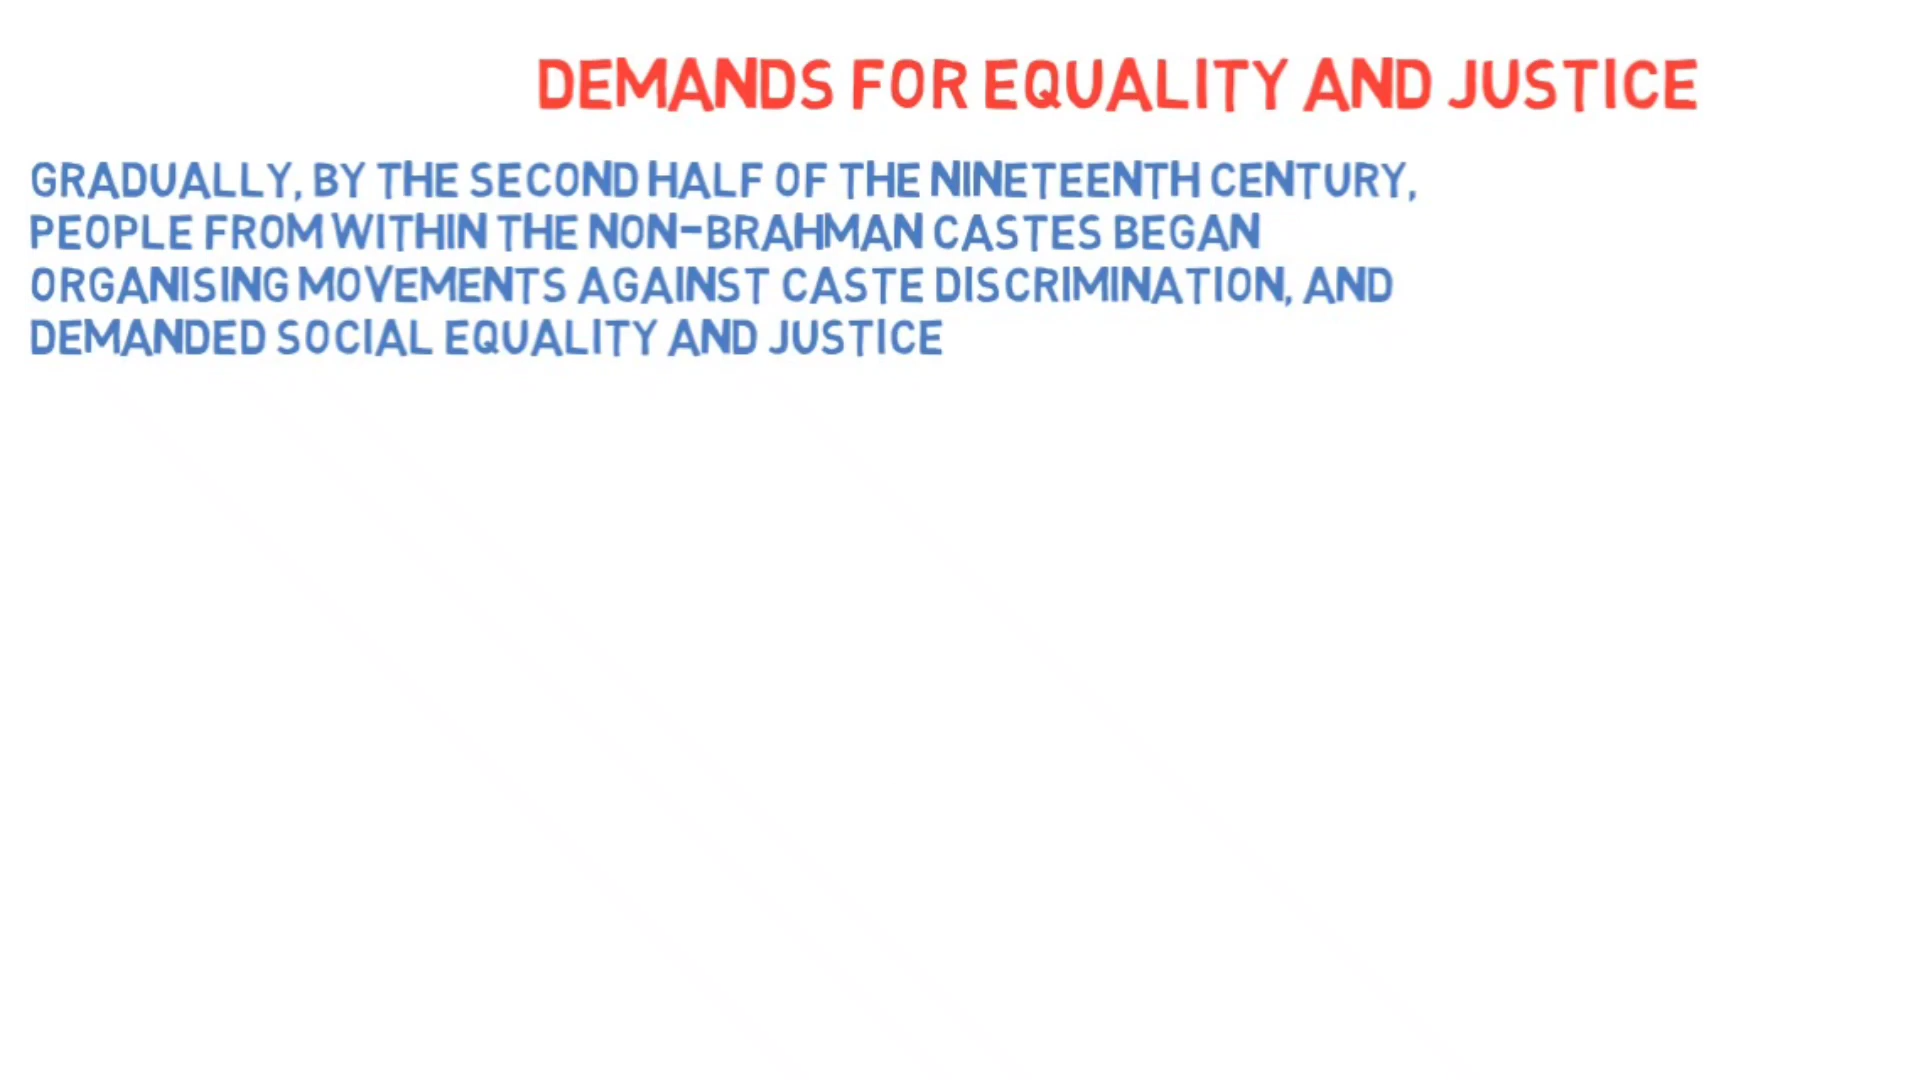 DEMANDS FOR EQUALITY AND JUSTICE
GRADUALLY, BY THE SECOND HALF OF THE NINETEENTH CENTURY,
PEOPLE FROM WITHIN THE NON-BRAHMAN CASTES BEGAN
ORGANISING MOVEMENTS AGAINST CASTE DISCRIMINATION, AND
DEMANDED SOCIAL EQUALITY AND JUSTICE